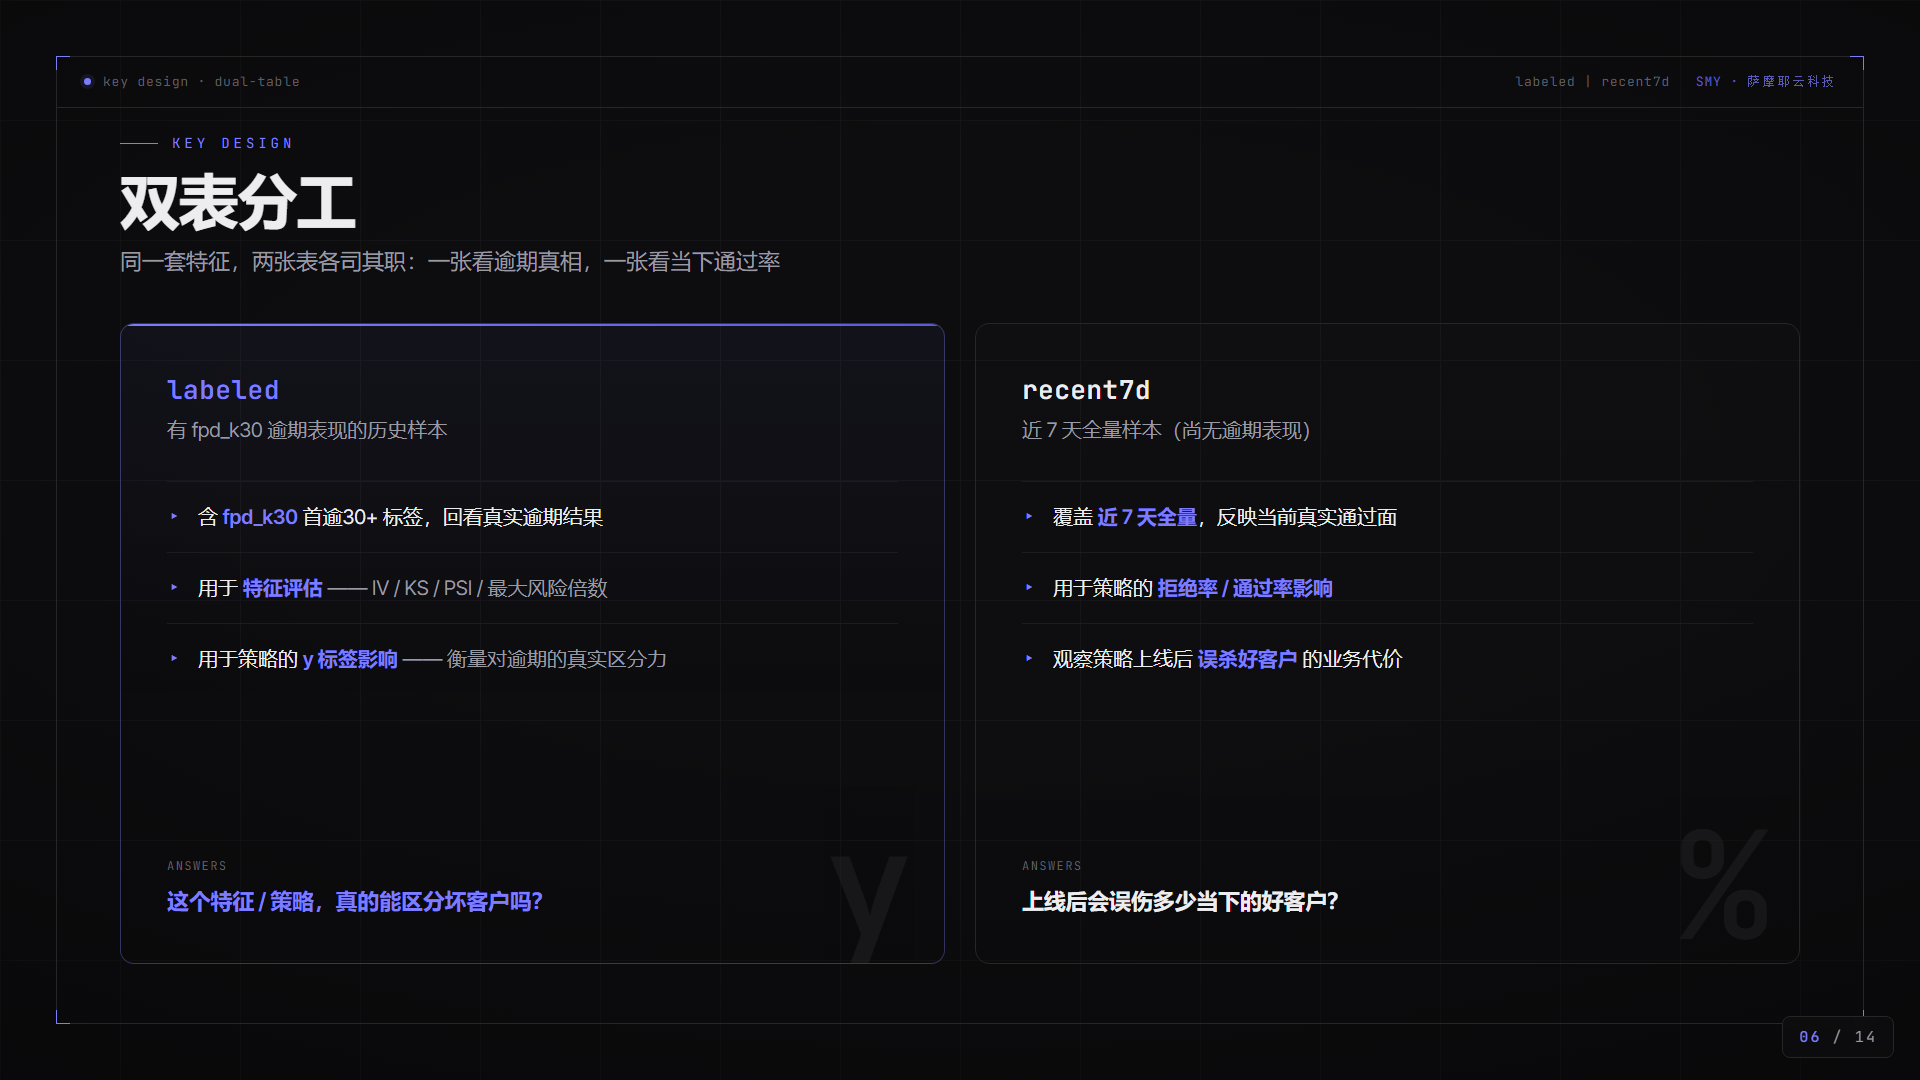 key design · dual-table
labeled | recent7d SMY · 萨摩耶云科技
KEY DESIGN
双表分工
同一套特征，两张表各司其职：一张看逾期真相，一张看当下通过率
labeled
有 fpd_k30 逾期表现的历史样本
‣ 含 fpd_k30 首逾30+ 标签，回看真实逾期结果
‣ 用于 特征评估 —— IV / KS / PSI / 最大风险倍数
‣ 用于策略的 y 标签影响 —— 衡量对逾期的真实区分力
ANSWERS
这个特征 / 策略，真的能区分坏客户吗？
y
recent7d
近 7 天全量样本（尚无逾期表现）
‣ 覆盖 近 7 天全量，反映当前真实通过面
‣ 用于策略的 拒绝率 / 通过率影响
‣ 观察策略上线后 误杀好客户 的业务代价
ANSWERS
上线后会误伤多少当下的好客户？
%
06 / 14